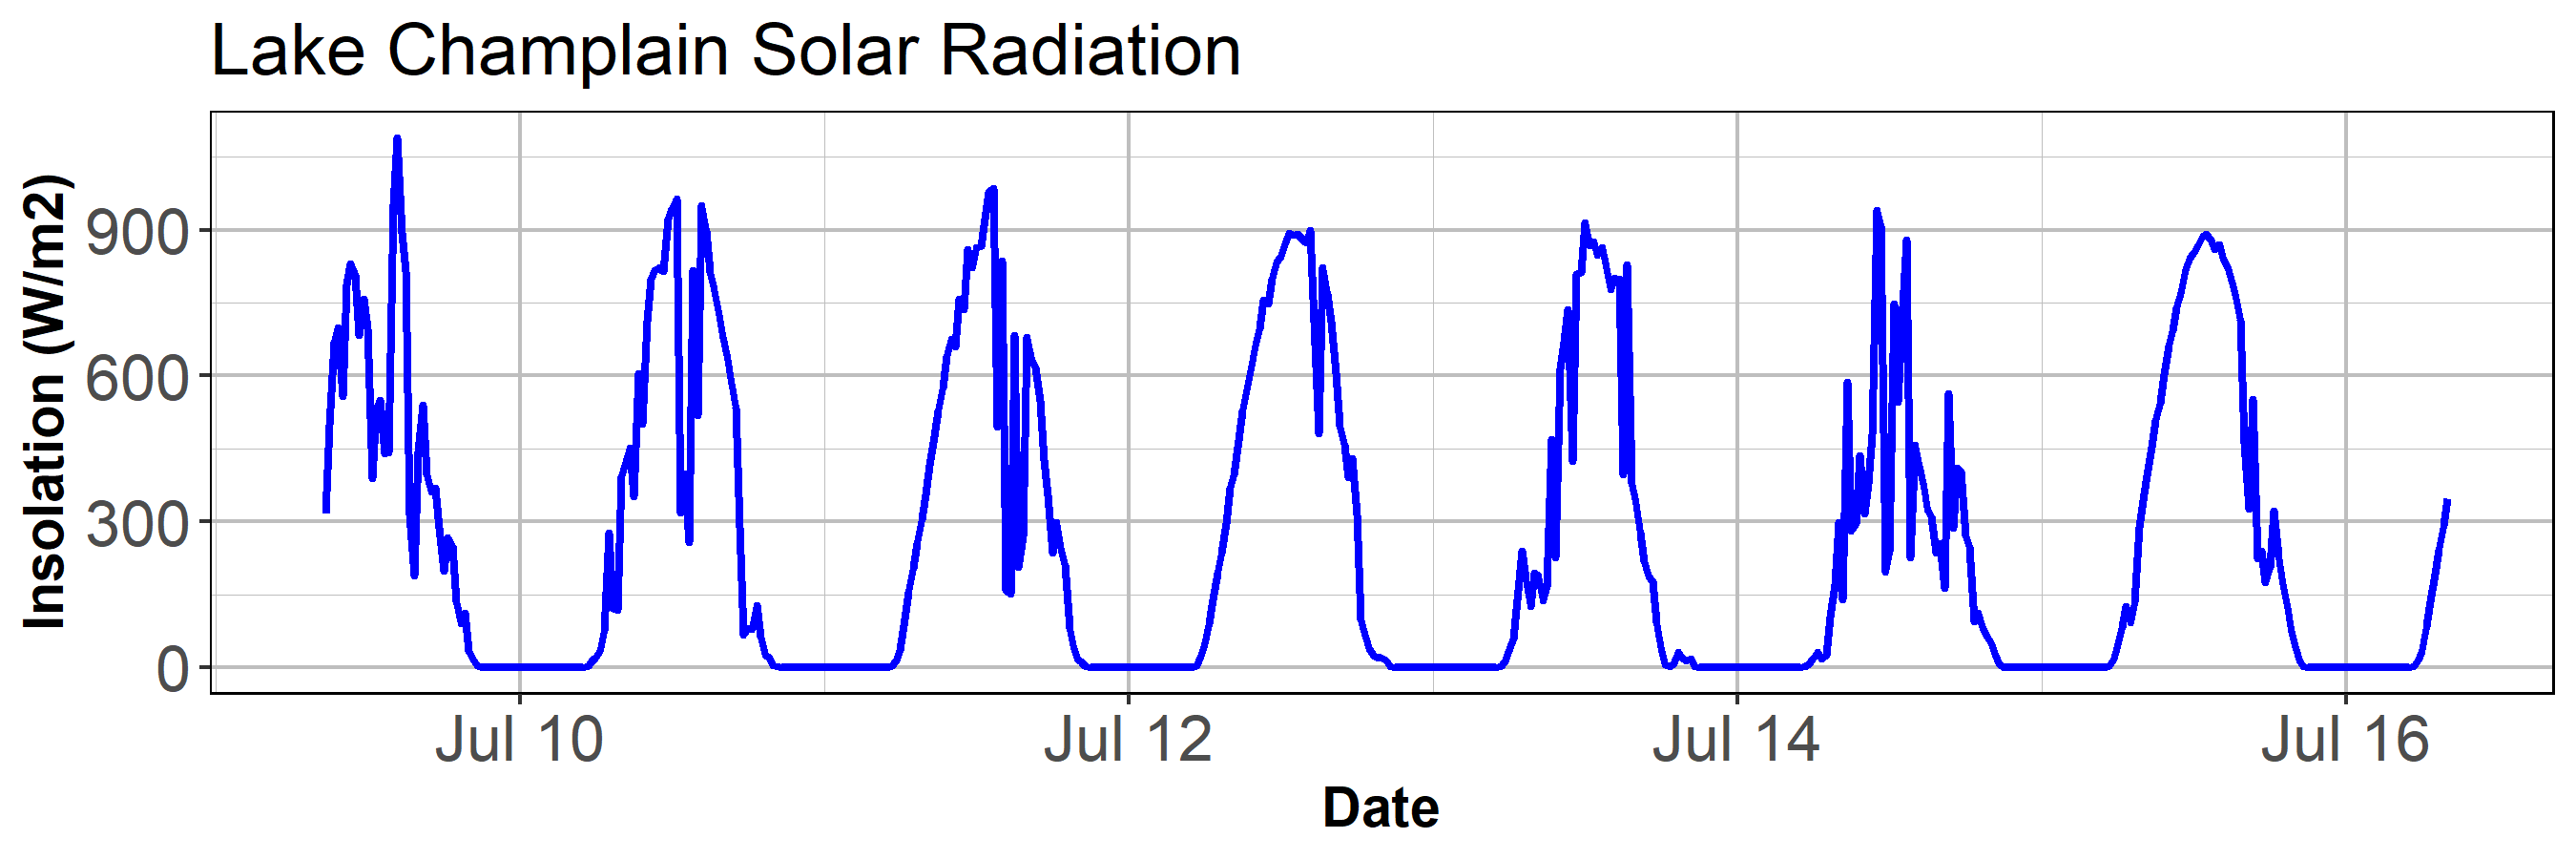 Lake Champlain Solar Radiation
Insolation (W/m2)
900
600
300
0
Jul 10 Jul 12 Jul 14 Jul 16
Date